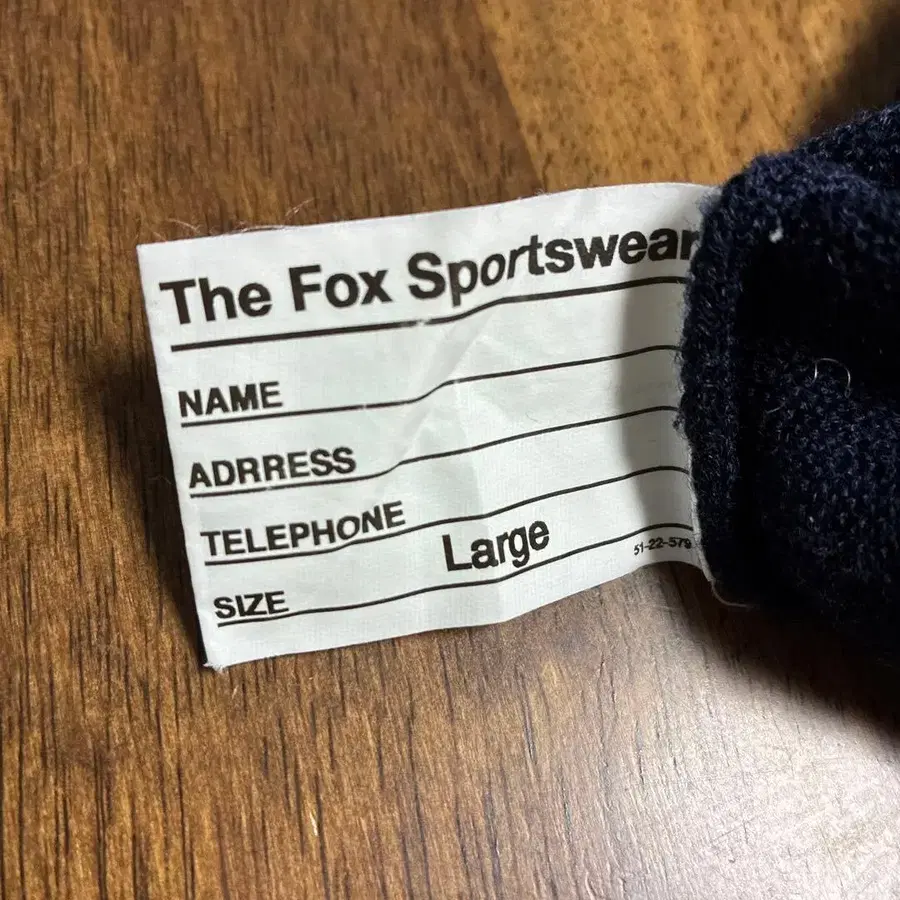 The Fox Sportswear
NAME
ADRRESS
TELEPHONE
SIZE Large
51-22-579